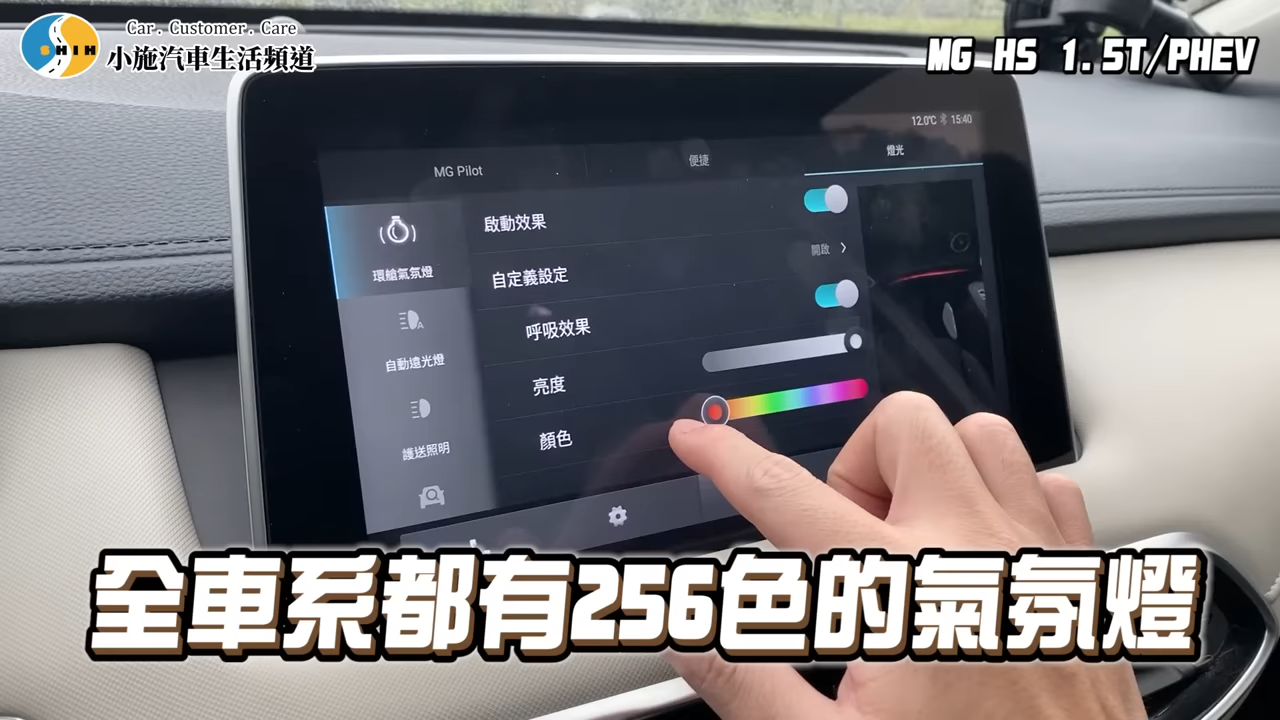 Car. Customer. Care
SHIH
小施汽車生活頻道
MG HS 1.5T/PHEV
12.0℃ 15:40
MG Pilot
便捷
燈光
環艙氣氛燈
自動遠光燈
護送照明
啟動效果
自定義設定
開啟
呼吸效果
亮度
顏色
全車系都有256色的氣氛燈